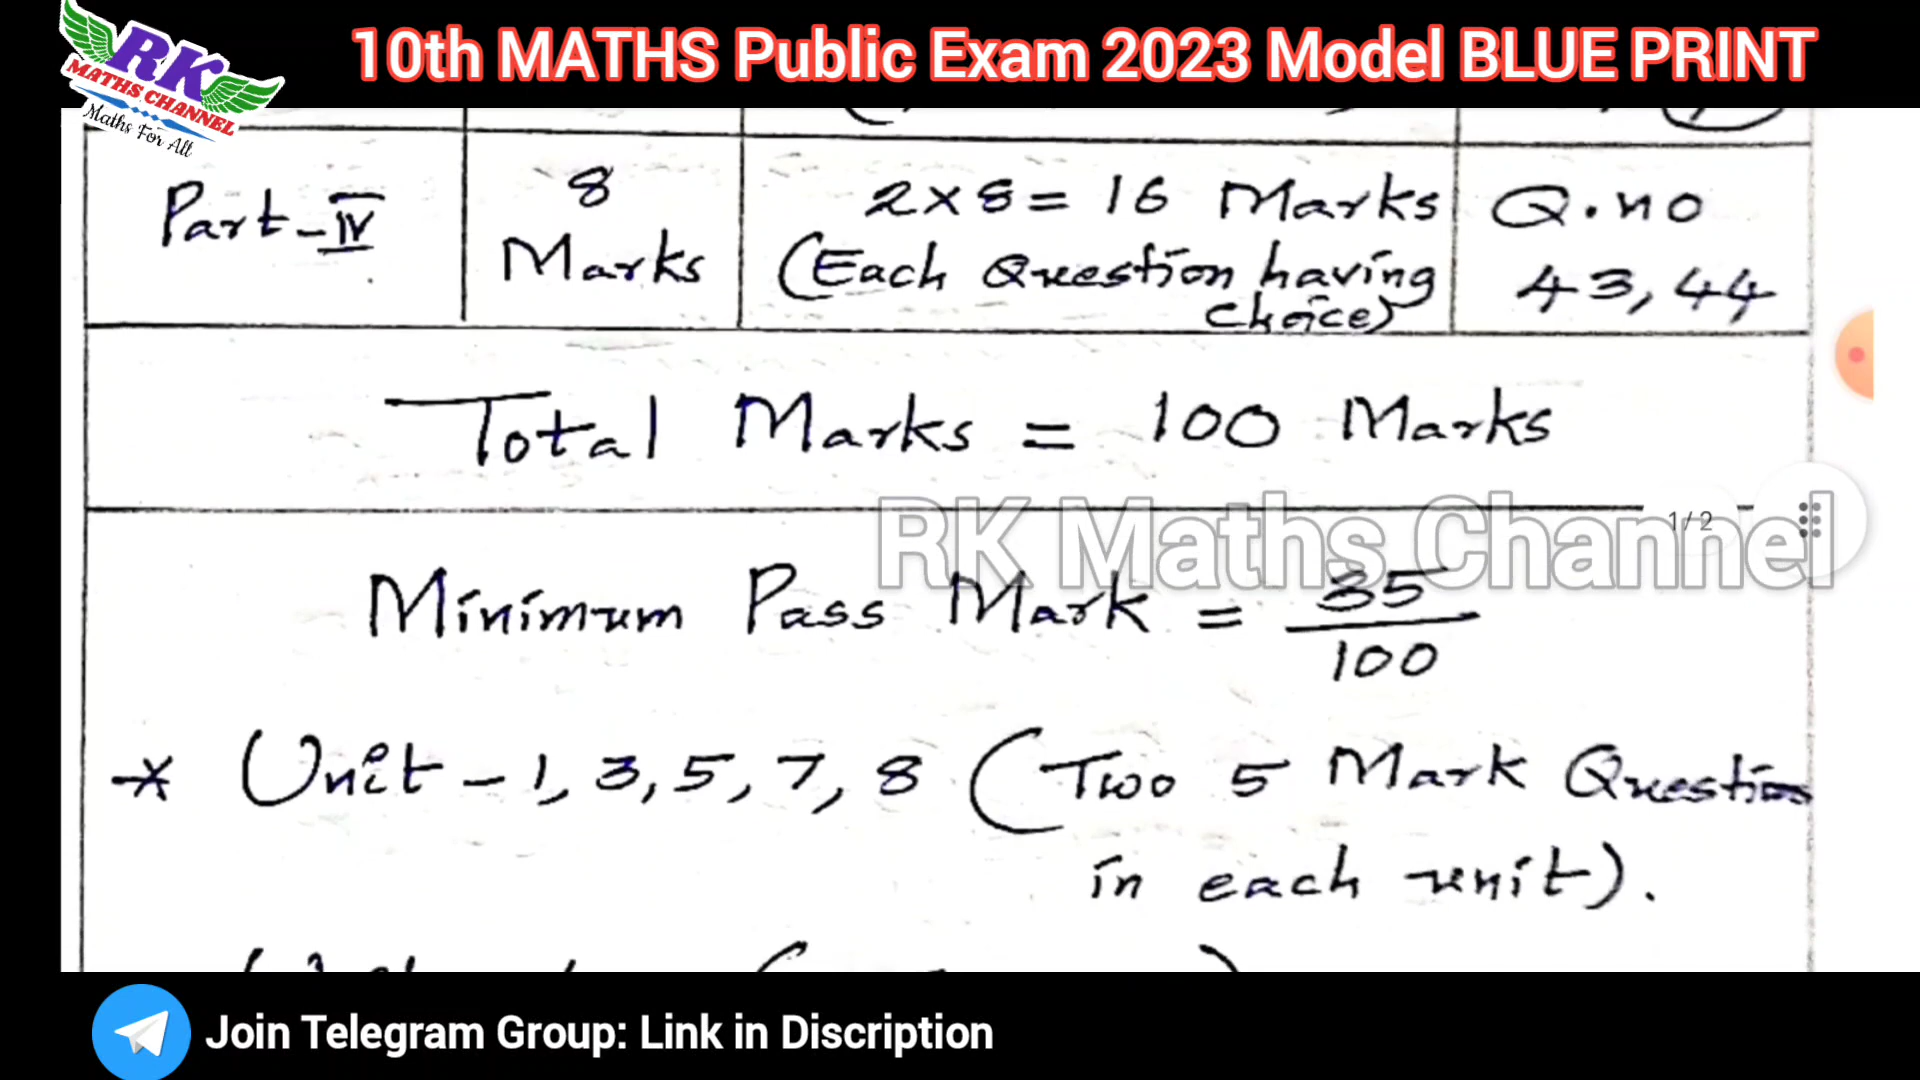 RK
MATHS CHANNEL
Maths For All
10th MATHS Public Exam 2023 Model BLUE PRINT
Part-IV
8
Marks
2×8= 16 Marks
(Each Question having
choice)
Q.no
43,44
Total Marks = 100 Marks
RK Maths Channel
1/2
Minimum Pass Mark = 35
100
* Unit - 1, 3, 5, 7, 8 (Two 5 Mark Question
in each unit).
Join Telegram Group: Link in Discription